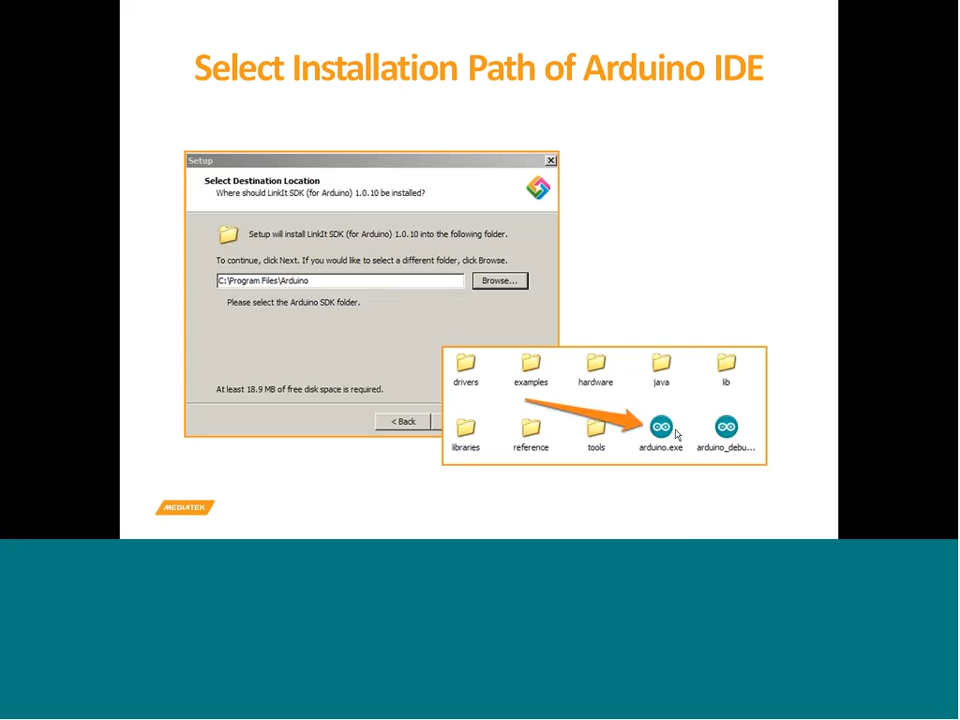 Select Installation Path of Arduino IDE
Setup
Select Destination Location
Where should LinkIt SDK (for Arduino) 1.0.10 be installed?
Setup will install LinkIt SDK (for Arduino) 1.0.10 into the following folder.
To continue, click Next. If you would like to select a different folder, click Browse.
C:\Program Files\Arduino
Browse...
Please select the Arduino SDK folder.
At least 18.9 MB of free disk space is required.
< Back
drivers examples hardware java lib
libraries reference tools arduino.exe arduino_debu...
MEDIATEK